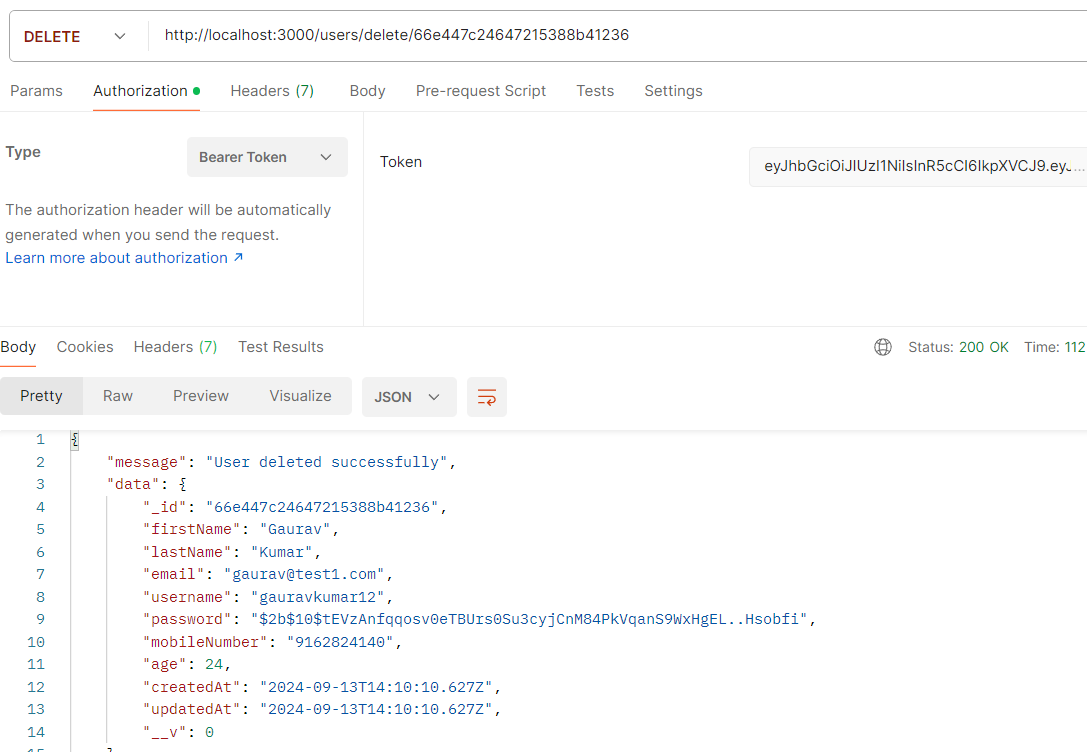 DELETE http://localhost:3000/users/delete/66e447c24647215388b41236
Params Authorization Headers (7) Body Pre-request Script Tests Settings
Type Bearer Token Token eyJhbGciOiJIUzI1NiIsInR5cCI6IkpXVCJ9.eyJ...
The authorization header will be automatically
generated when you send the request.
Learn more about authorization ↗
Body Cookies Headers (7) Test Results Status: 200 OK Time: 112
Pretty Raw Preview Visualize JSON
1 {
2 "message": "User deleted successfully",
3 "data": {
4 "_id": "66e447c24647215388b41236",
5 "firstName": "Gaurav",
6 "lastName": "Kumar",
7 "email": "gaurav@test1.com",
8 "username": "gauravkumar12",
9 "password": "$2b$10$tEVzAnfqqosv0eTBUrs0Su3cyjCnM84PkVqanS9WxHgEL..Hsobfi",
10 "mobileNumber": "9162824140",
11 "age": 24,
12 "createdAt": "2024-09-13T14:10:10.627Z",
13 "updatedAt": "2024-09-13T14:10:10.627Z",
14 "__v": 0
15 }